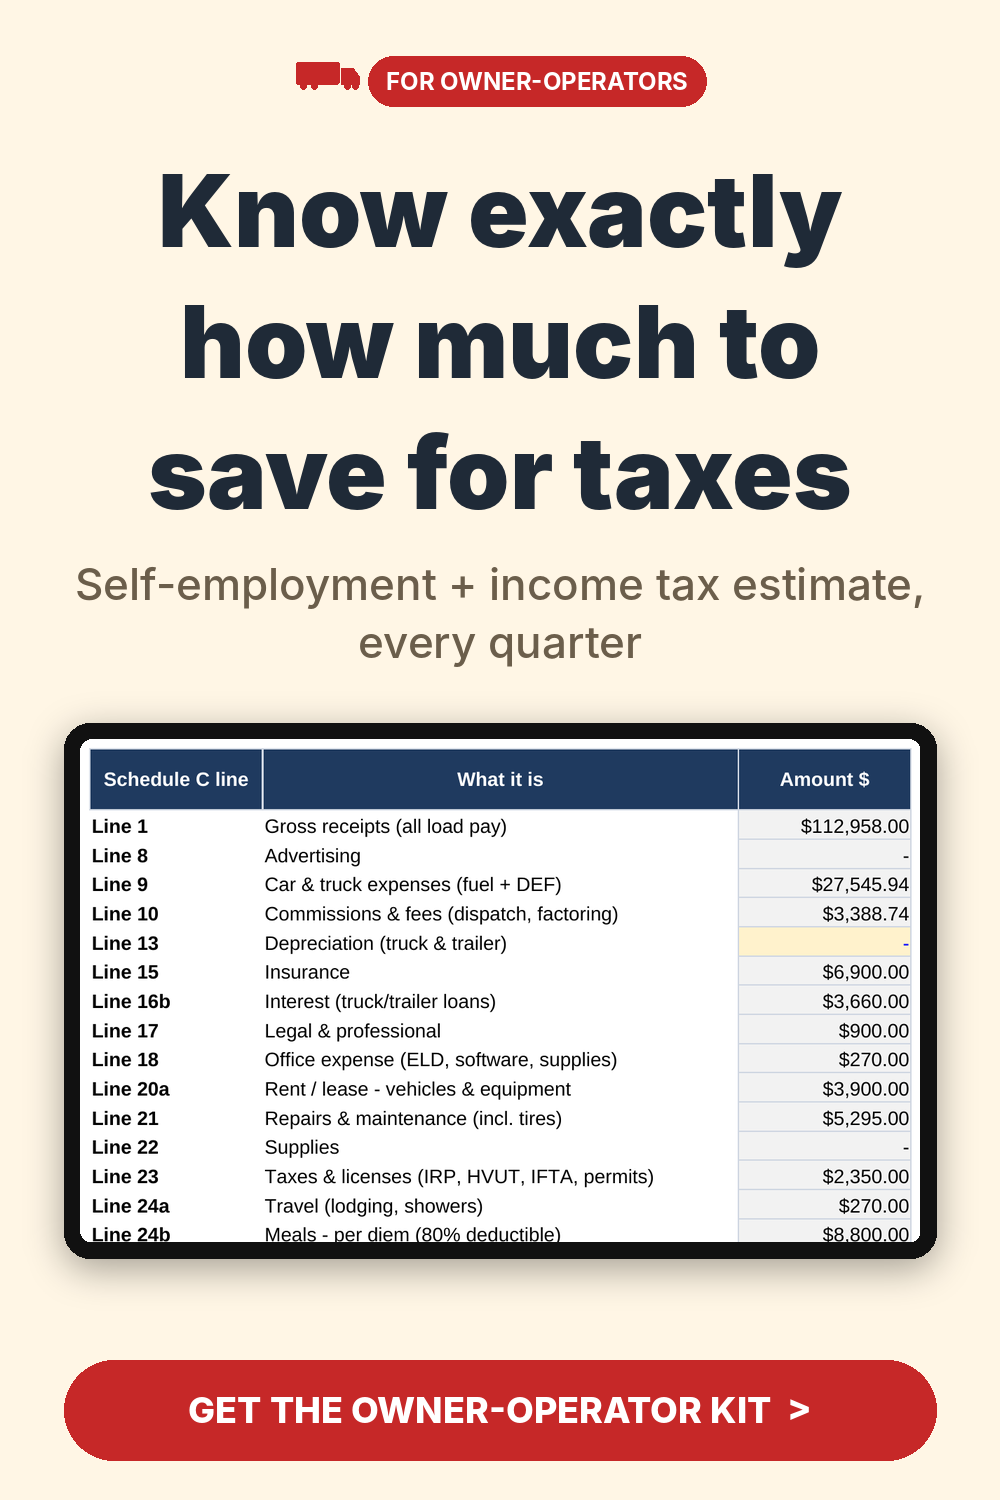 FOR OWNER-OPERATORS
Know exactly
how much to
save for taxes
Self-employment + income tax estimate,
every quarter
Schedule C line What it is Amount $
Line 1 Gross receipts (all load pay) $112,958.00
Line 8 Advertising -
Line 9 Car & truck expenses (fuel + DEF) $27,545.94
Line 10 Commissions & fees (dispatch, factoring) $3,388.74
Line 13 Depreciation (truck & trailer) -
Line 15 Insurance $6,900.00
Line 16b Interest (truck/trailer loans) $3,660.00
Line 17 Legal & professional $900.00
Line 18 Office expense (ELD, software, supplies) $270.00
Line 20a Rent / lease - vehicles & equipment $3,900.00
Line 21 Repairs & maintenance (incl. tires) $5,295.00
Line 22 Supplies -
Line 23 Taxes & licenses (IRP, HVUT, IFTA, permits) $2,350.00
Line 24a Travel (lodging, showers) $270.00
Line 24b Meals - per diem (80% deductible) $8,800.00
GET THE OWNER-OPERATOR KIT >